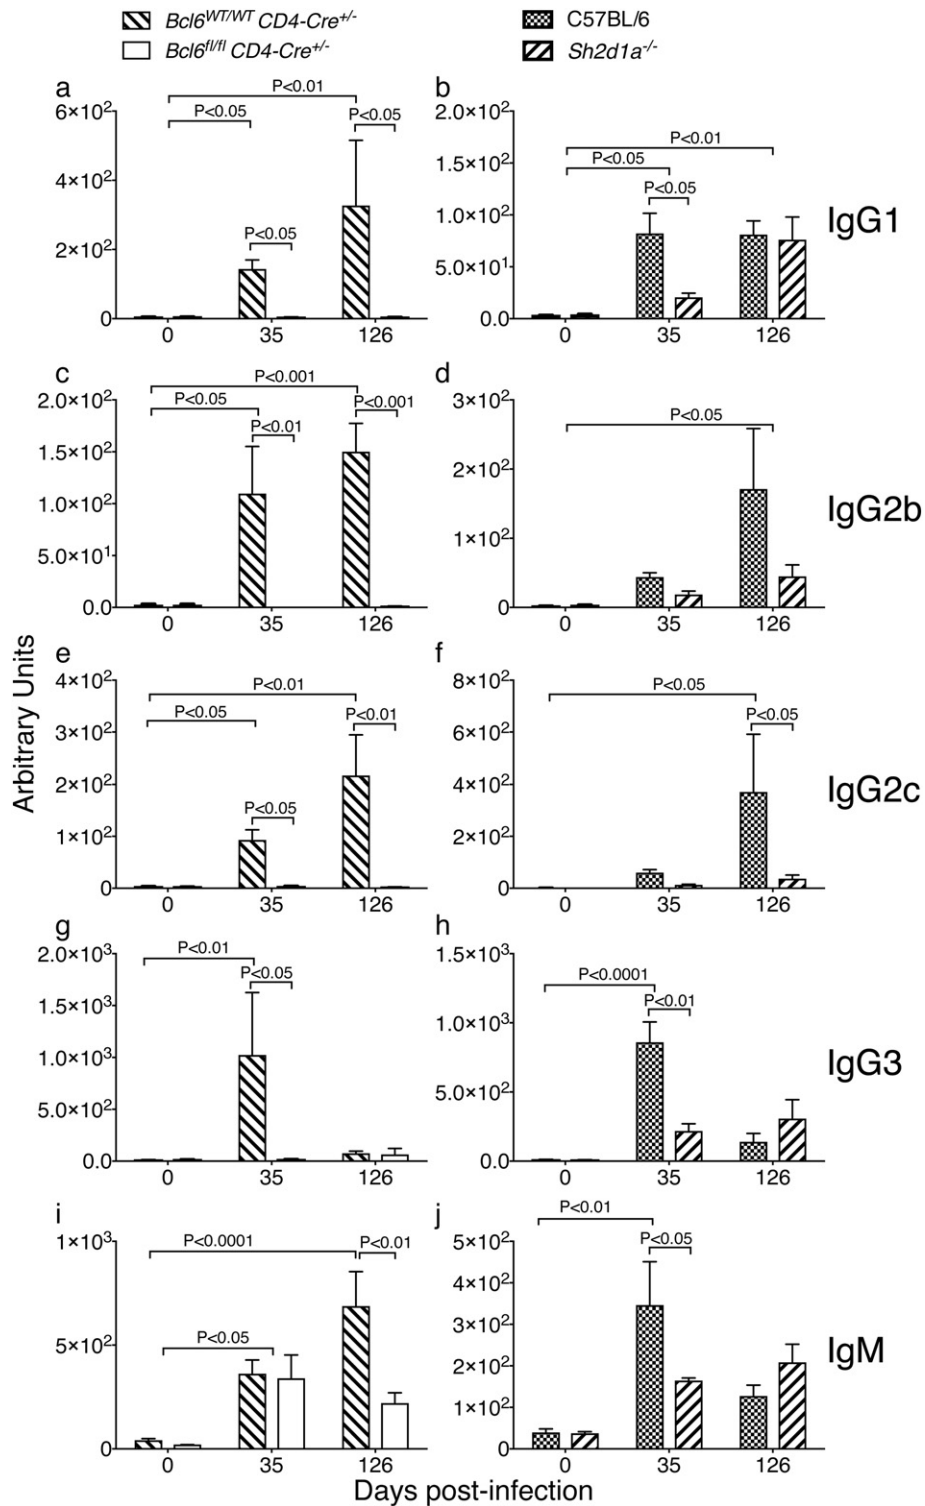 Bcl6WT/WT CD4-Cre+/-
Bcl6fl/fl CD4-Cre+/-
C57BL/6
Sh2d1a-/-
a
P<0.01
P<0.05
P<0.05
P<0.05
6×10²
4×10²
2×10²
0
0 35 126
b
P<0.01
P<0.05
P<0.05
2.0×10²
1.5×10²
1.0×10²
5.0×10¹
0.0
0 35 126
IgG1
c
P<0.001
P<0.05
P<0.001
P<0.01
2.0×10²
1.5×10²
1.0×10²
5.0×10¹
0.0
0 35 126
d
P<0.05
3×10²
2×10²
1×10²
0
0 35 126
IgG2b
e
P<0.01
P<0.05
P<0.01
P<0.05
4×10²
3×10²
2×10²
1×10²
0
0 35 126
f
P<0.05
P<0.05
8×10²
6×10²
4×10²
2×10²
0
0 35 126
IgG2c
g
P<0.01
P<0.05
2.0×10³
1.5×10³
1.0×10³
5.0×10²
0.0
0 35 126
h
P<0.0001
P<0.01
1.5×10³
1.0×10³
5.0×10²
0.0
0 35 126
IgG3
i
P<0.0001
P<0.01
P<0.05
1×10³
5×10²
0
0 35 126
j
P<0.01
P<0.05
5×10²
4×10²
3×10²
2×10²
1×10²
0
0 35 126
IgM
Arbitrary Units
Days post-infection